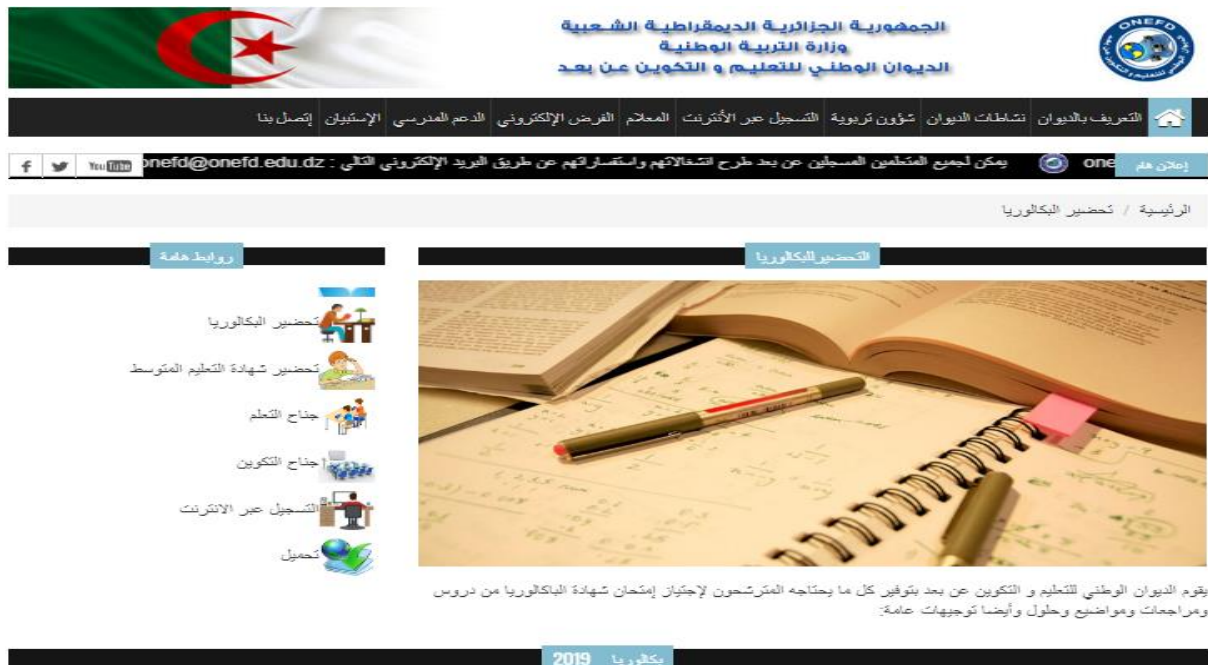 الجمهورية الجزائرية الديمقراطية الشعبية
وزارة التربية الوطنية
الديوان الوطني للتعليم و التكوين عن بعد
ONEFD
التعريف بالديوان نشاطات الديوان شؤون تربوية التسجيل عبر الأنترنت المعلام الفرض الإلكتروني الدعم المدرسي الإستبيان إتصل بنا
إعلان هام one يمكن لجميع المتعلمين المسجلين عن بعد طرح انشغالاتهم واستفساراتهم عن طريق البريد الإلكتروني التالي : onefd@onefd.edu.dz
You Tube
الرئيسية / تحضير البكالوريا
التحضير للبكالوريا
يقوم الديوان الوطني للتعليم و التكوين عن بعد بتوفير كل ما يحتاجه المترشحون لإجتياز إمتحان شهادة الباكالوريا من دروس
ومراجعات ومواضيع وحلول وأيضا توجيهات عامة:
بكالوريا 2019
روابط هامة
تحضير البكالوريا
تحضير شهادة التعليم المتوسط
جناح التعلم
جناح التكوين
التسجيل عبر الانترنت
تحميل